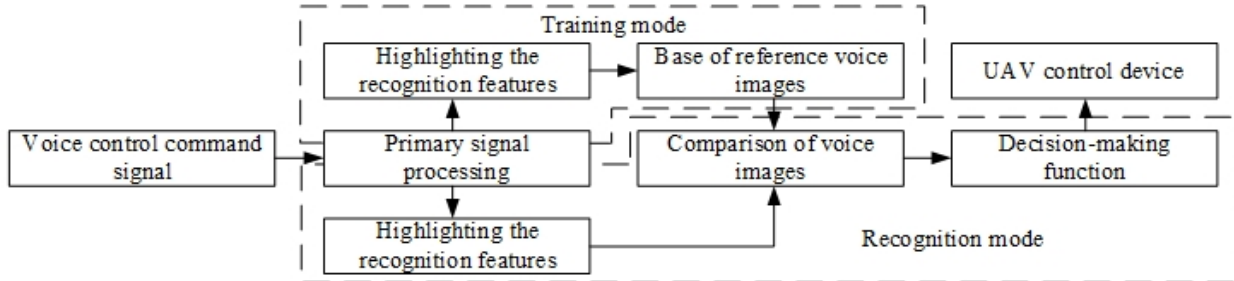 Training mode
Highlighting the
recognition features
Base of reference voice
images
UAV control device
Voice control command
signal
Primary signal
processing
Comparison of voice
images
Decision-making
function
Highlighting the
recognition features
Recognition mode